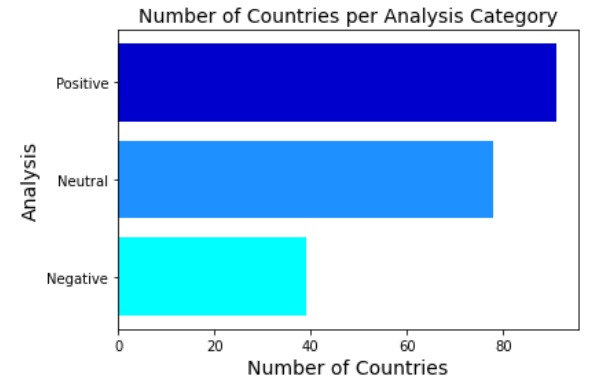 Number of Countries per Analysis Category
Analysis
Positive
Neutral
Negative
0 20 40 60 80
Number of Countries